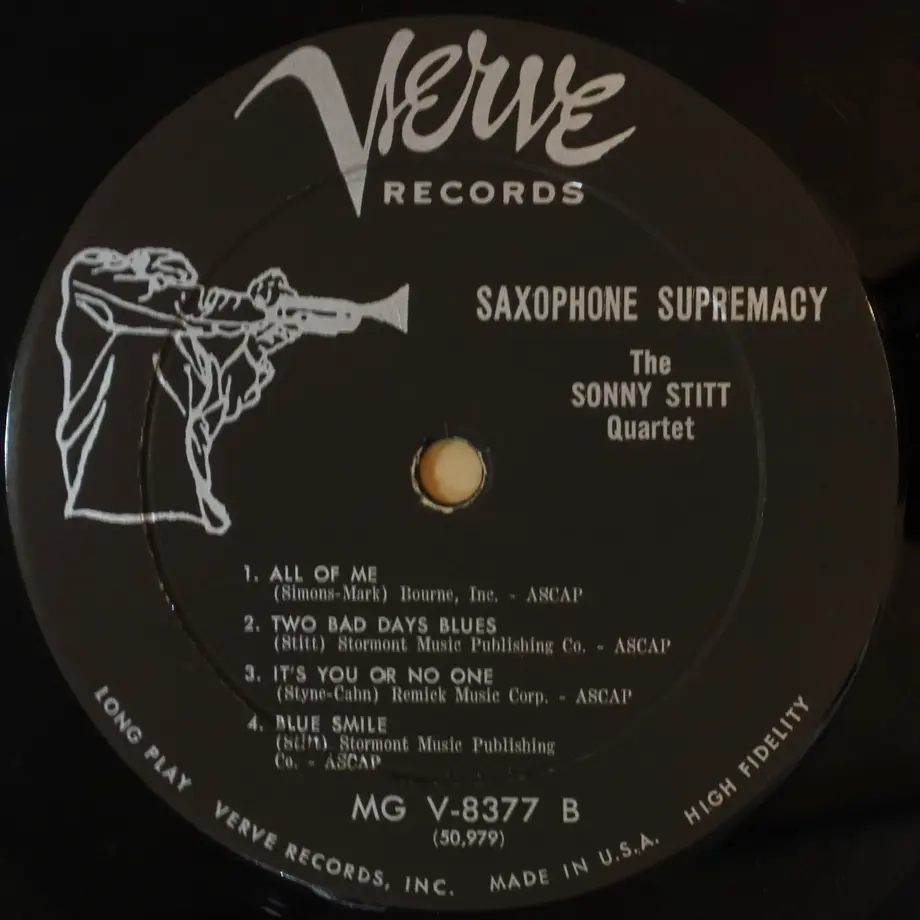 Verve
RECORDS
SAXOPHONE SUPREMACY
The
SONNY STITT
Quartet
1. ALL OF ME
(Simons-Mark) Bourne, Inc. - ASCAP
2. TWO BAD DAYS BLUES
(Stitt) Stormont Music Publishing Co. - ASCAP
3. IT'S YOU OR NO ONE
(Styne-Cahn) Remick Music Corp. - ASCAP
4. BLUE SMILE
(Stitt) Stormont Music Publishing
Co. - ASCAP
MG V-8377 B
(50,979)
LONG PLAY VERVE RECORDS, INC. MADE IN U.S.A. HIGH FIDELITY